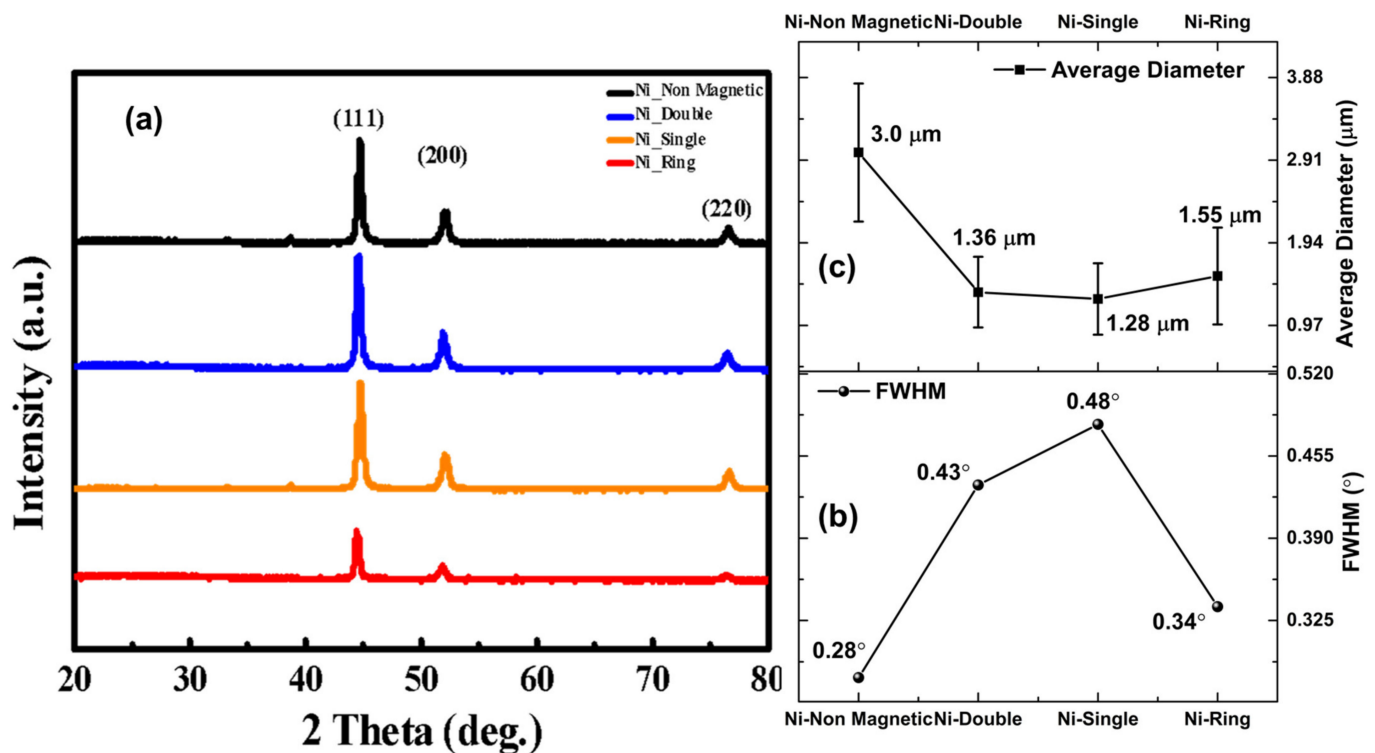 (a)
Ni_Non Magnetic
Ni_Double
Ni_Single
Ni_Ring
(111)
(200)
(220)
Intensity (a.u.)
20 30 40 50 60 70 80
2 Theta (deg.)
Ni-Non Magnetic Ni-Double Ni-Single Ni-Ring
Average Diameter
3.88
3.0 μm
2.91
1.55 μm
1.36 μm
1.94
(c)
1.28 μm
0.97
Average Diameter (μm)
0.520
FWHM
0.48°
0.455
0.43°
(b)
0.390
0.34°
0.325
0.28°
FWHM (°)
Ni-Non Magnetic Ni-Double Ni-Single Ni-Ring